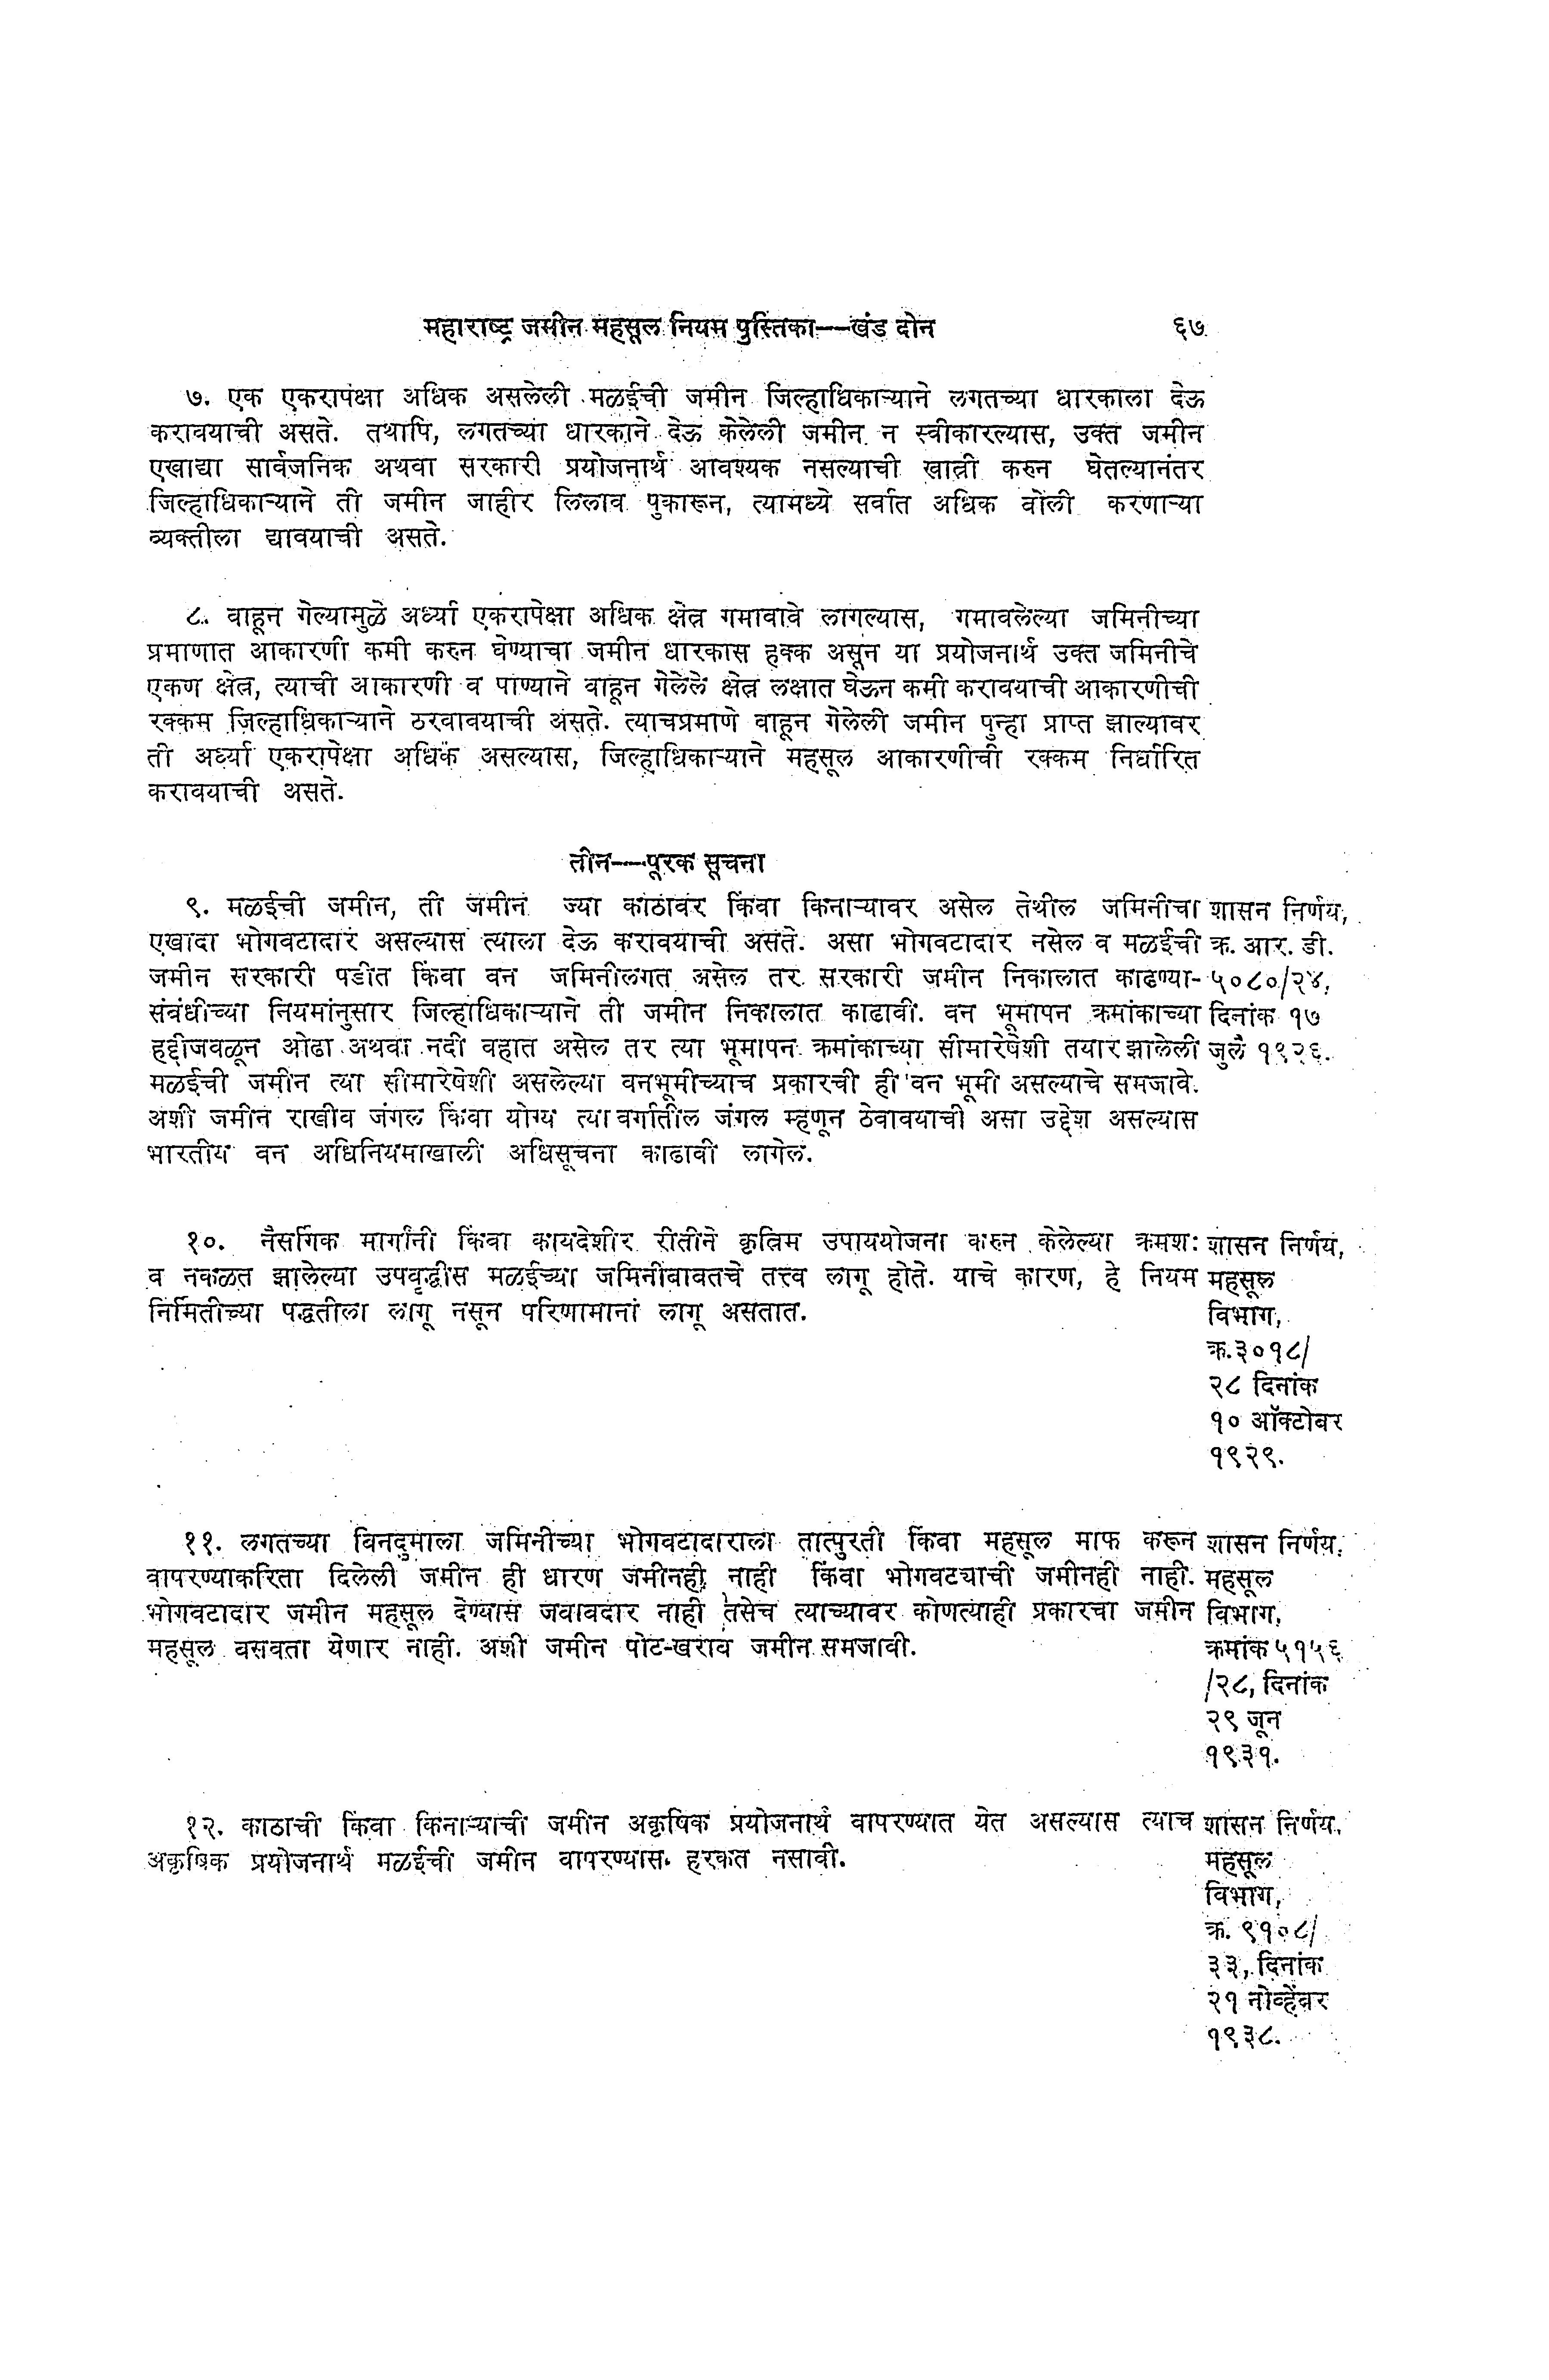 महाराष्ट्र जमीन महसूल नियम पुस्तिका——खंड दोन ६७
७. एक एकरापेक्षा अधिक असलेली मळईची जमीन जिल्हाधिकाऱ्याने लगतच्या धारकाला देऊ
करावयाची असते. तथापि, लगतच्या धारकाने देऊ केलेली जमीन न स्वीकारल्यास, उक्त जमीन
एखाद्या सार्वजनिक अथवा सरकारी प्रयोजनार्थ आवश्यक नसल्याची खात्री करुन घेतल्यानंतर
जिल्हाधिकाऱ्याने ती जमीन जाहीर लिलाव पुकारून, त्यामध्ये सर्वात अधिक बोली करणाऱ्या
व्यक्तीला द्यावयाची असते.
८. वाहून गेल्यामुळे अर्ध्या एकरापेक्षा अधिक क्षेत्र गमावावे लागल्यास, गमावलेल्या जमिनीच्या
प्रमाणात आकारणी कमी करुन घेण्याचा जमीन धारकास हक्क असून या प्रयोजनार्थ उक्त जमिनीचे
एकण क्षेत्र, त्याची आकारणी व पाण्याने वाहून गेलेले क्षेत्र लक्षात घेऊन कमी करावयाची आकारणीची
रक्कम जिल्हाधिकाऱ्याने ठरवावयाची असते. त्याचप्रमाणे वाहून गेलेली जमीन पुन्हा प्राप्त झाल्यावर
ती अर्ध्या एकरापेक्षा अधिक असल्यास, जिल्हाधिकाऱ्याने महसूल आकारणीची रक्कम निर्धारित
करावयाची असते.
तीन——पूरक सूचना
९. मळईची जमीन, ती जमीन ज्या काठावर किंवा किनाऱ्यावर असेल तेथील जमिनीचा
एखादा भोगवटादार असल्यास त्याला देऊ करावयाची असते. असा भोगवटादार नसेल व मळईची
जमीन सरकारी पडीत किंवा वन जमिनीलगत असेल तर सरकारी जमीन निकालात काढण्या-
संबंधीच्या नियमांनुसार जिल्हाधिकाऱ्याने ती जमीन निकालात काढावी. वन भूमापन क्रमांकाच्या
हद्दीजवळून ओढा अथवा नदी वहात असेल तर त्या भूमापन क्रमांकाच्या सीमारेषेशी तयार झालेली
मळईची जमीन त्या सीमारेषेशी असलेल्या वनभूमीच्याच प्रकारची ही वन भूमी असल्याचे समजावे.
अशी जमीन राखीव जंगल किंवा योग्य त्या वर्गातील जंगल म्हणून ठेवावयाची असा उद्देश असल्यास
भारतीय वन अधिनियमाखाली अधिसूचना काढावी लागेल.
शासन निर्णय,
क्र. आर. डी.
५०८०/२४,
दिनांक १७
जुलै १९२६.
१०. नैसर्गिक मार्गांनी किंवा कायदेशीर रीतीने कृत्रिम उपाययोजना करुन केलेल्या क्रमश:
व नकळत झालेल्या उपवृद्धीस मळईच्या जमिनीबाबतचे तत्त्व लागू होते. याचे कारण, हे नियम
निर्मितीच्या पद्धतीला लागू नसून परिणामानां लागू असतात.
शासन निर्णय,
महसूल
विभाग,
क्र.३०१८/
२८ दिनांक
१० ऑक्टोबर
१९२९.
११. लगतच्या बिनदुमाला जमिनीच्या भोगवटादाराला तात्पुरती किंवा महसूल माफ करून
वापरण्याकरिता दिलेली जमीन ही धारण जमीनही नाही किंवा भोगवट्याची जमीनही नाही.
भोगवटादार जमीन महसूल देण्यास जबाबदार नाही तसेच त्याच्यावर कोणत्याही प्रकारचा जमीन
महसूल बसवता येणार नाही. अशी जमीन पोट-खराब जमीन समजावी.
शासन निर्णय,
महसूल
विभाग,
क्रमांक ५१५६
/२८, दिनांक
२९ जून
१९३१.
१२. काठाची किंवा किनाऱ्याची जमीन अकृषिक प्रयोजनार्थ वापरण्यात येत असल्यास त्याच
अकृषिक प्रयोजनार्थ मळईची जमीन वापरण्यास हरकत नसावी.
शासन निर्णय,
महसूल
विभाग,
क्र. ९१०८/
३३, दिनांक
२१ नोव्हेंबर
१९३८.